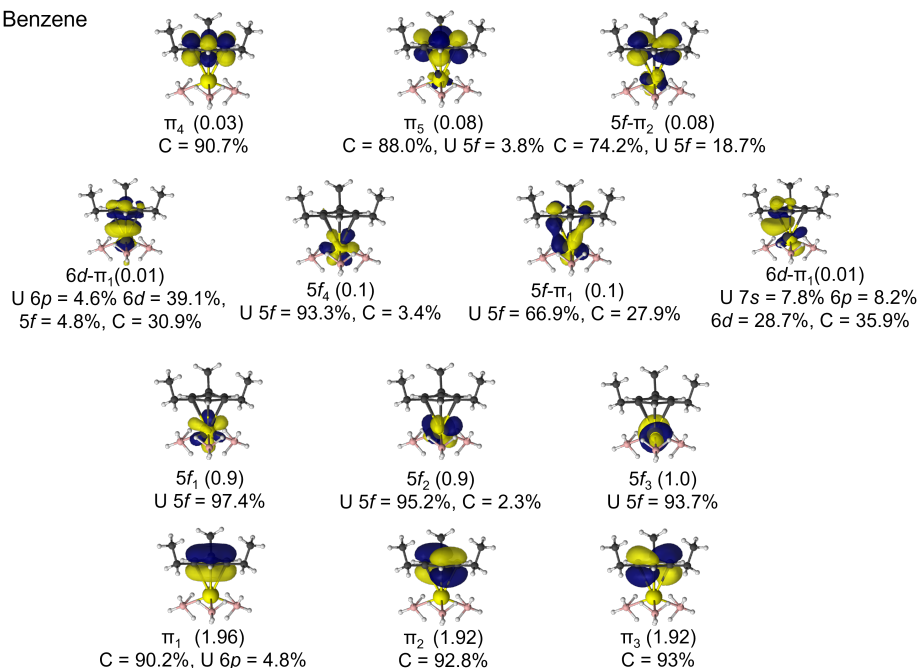 Benzene
π4 (0.03)
C = 90.7%
π5 (0.08)
C = 88.0%, U 5f = 3.8%
5f-π2 (0.08)
C = 74.2%, U 5f = 18.7%
6d-π1(0.01)
U 6p = 4.6% 6d = 39.1%,
5f = 4.8%, C = 30.9%
5f4 (0.1)
U 5f = 93.3%, C = 3.4%
5f-π1 (0.1)
U 5f = 66.9%, C = 27.9%
6d-π1(0.01)
U 7s = 7.8% 6p = 8.2%
6d = 28.7%, C = 35.9%
5f1 (0.9)
U 5f = 97.4%
5f2 (0.9)
U 5f = 95.2%, C = 2.3%
5f3 (1.0)
U 5f = 93.7%
π1 (1.96)
C = 90.2%, U 6p = 4.8%
π2 (1.92)
C = 92.8%
π3 (1.92)
C = 93%